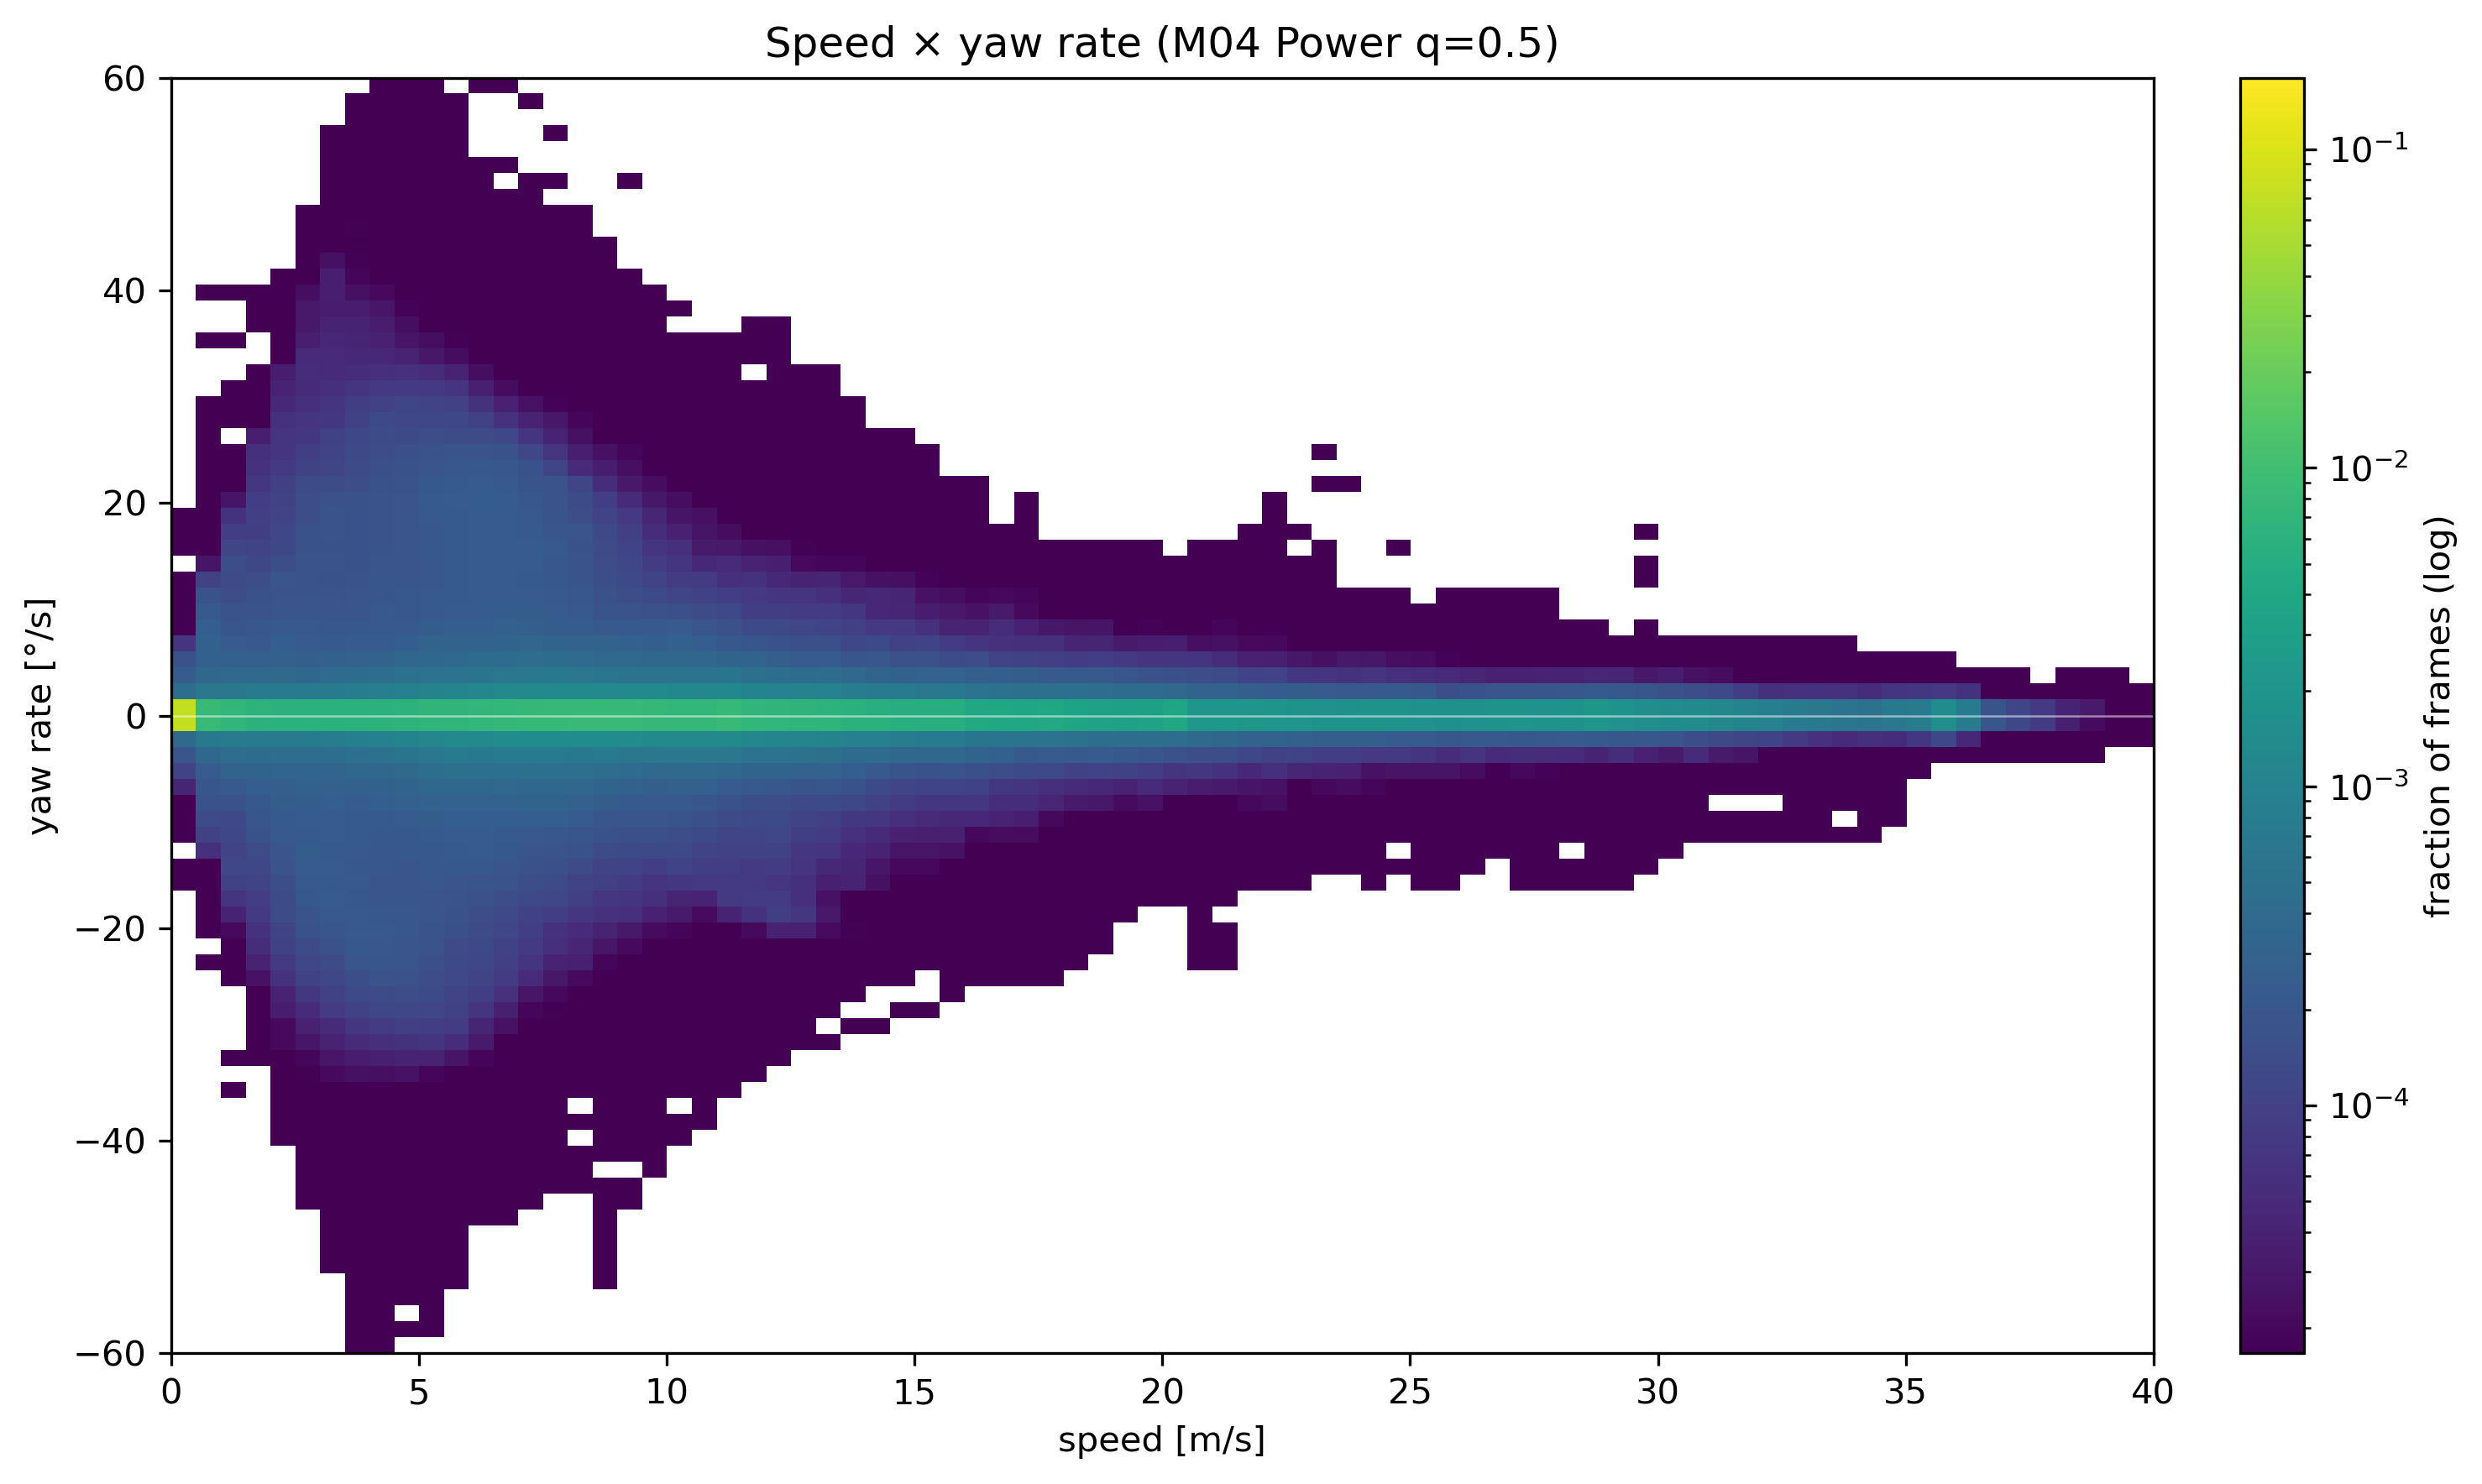 Speed × yaw rate (M04 Power q=0.5)
60
40
20
0
−20
−40
−60
yaw rate [°/s]
0 5 10 15 20 25 30 35 40
speed [m/s]
10⁻¹
10⁻²
10⁻³
10⁻⁴
fraction of frames (log)